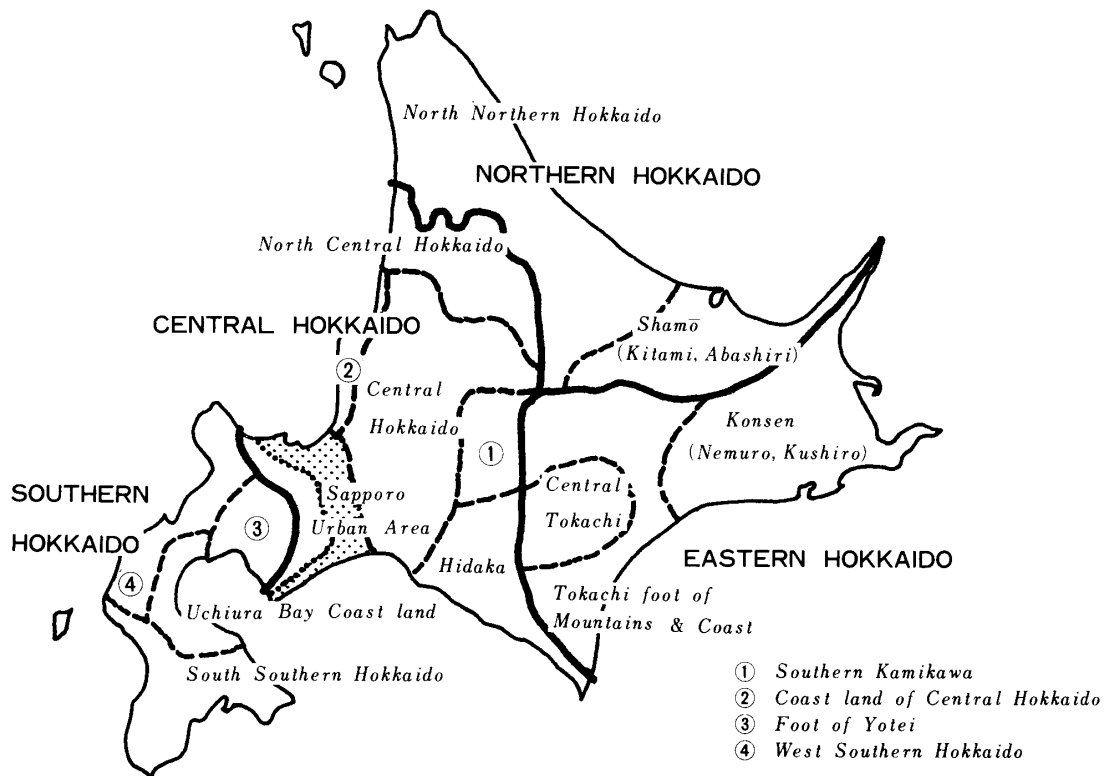 North Northern Hokkaido
NORTHERN HOKKAIDO
North Central Hokkaido
CENTRAL HOKKAIDO
Shamō
(Kitami, Abashiri)
②
Central
Hokkaido
Konsen
(Nemuro, Kushiro)
①
Central
Tokachi
Sapporo
Urban Area
SOUTHERN
HOKKAIDO
③
Hidaka
EASTERN HOKKAIDO
④
Uchiura Bay Coast land
Tokachi foot of
Mountains & Coast
South Southern Hokkaido
① Southern Kamikawa
② Coast land of Central Hokkaido
③ Foot of Yotei
④ West Southern Hokkaido